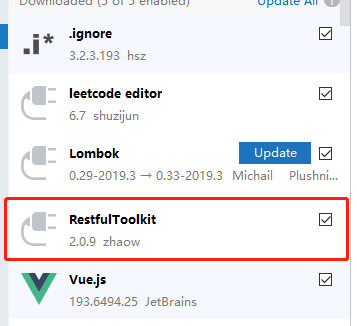 Downloaded (5 of 5 enabled) Update All
.ignore
3.2.3.193 hsz
leetcode editor
6.7 shuzijun
Lombok Update
0.29-2019.3 → 0.33-2019.3 Michail Plushni...
RestfulToolkit
2.0.9 zhaow
Vue.js
193.6494.25 JetBrains